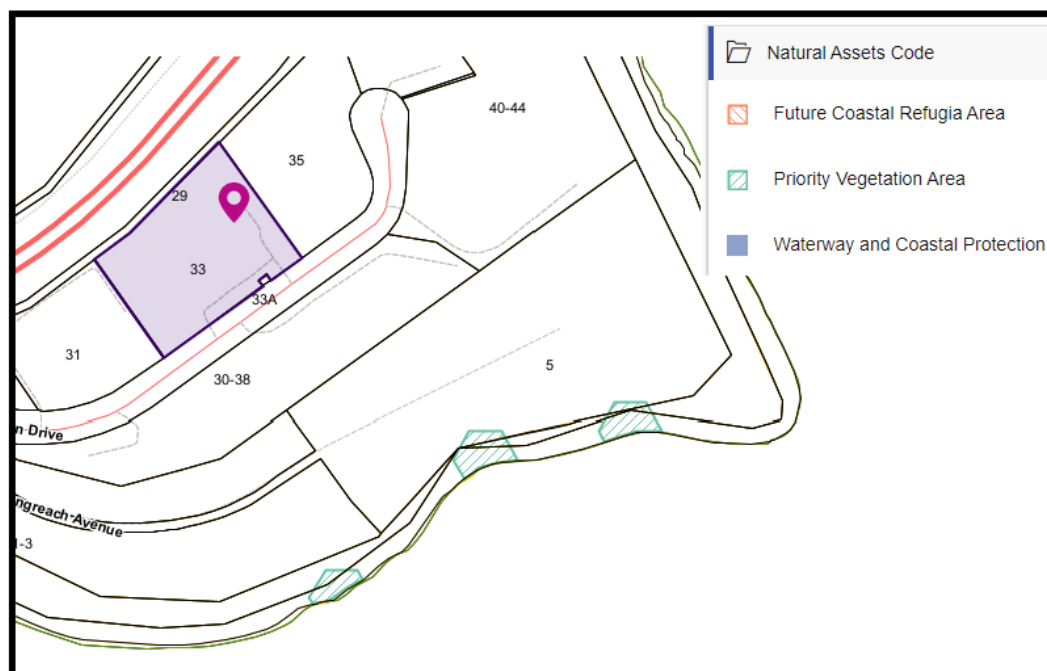 Natural Assets Code
Future Coastal Refugia Area
Priority Vegetation Area
Waterway and Coastal Protection
40-44
35
29
33
33A
31
30-38
5
n Drive
ngreach Avenue
-3